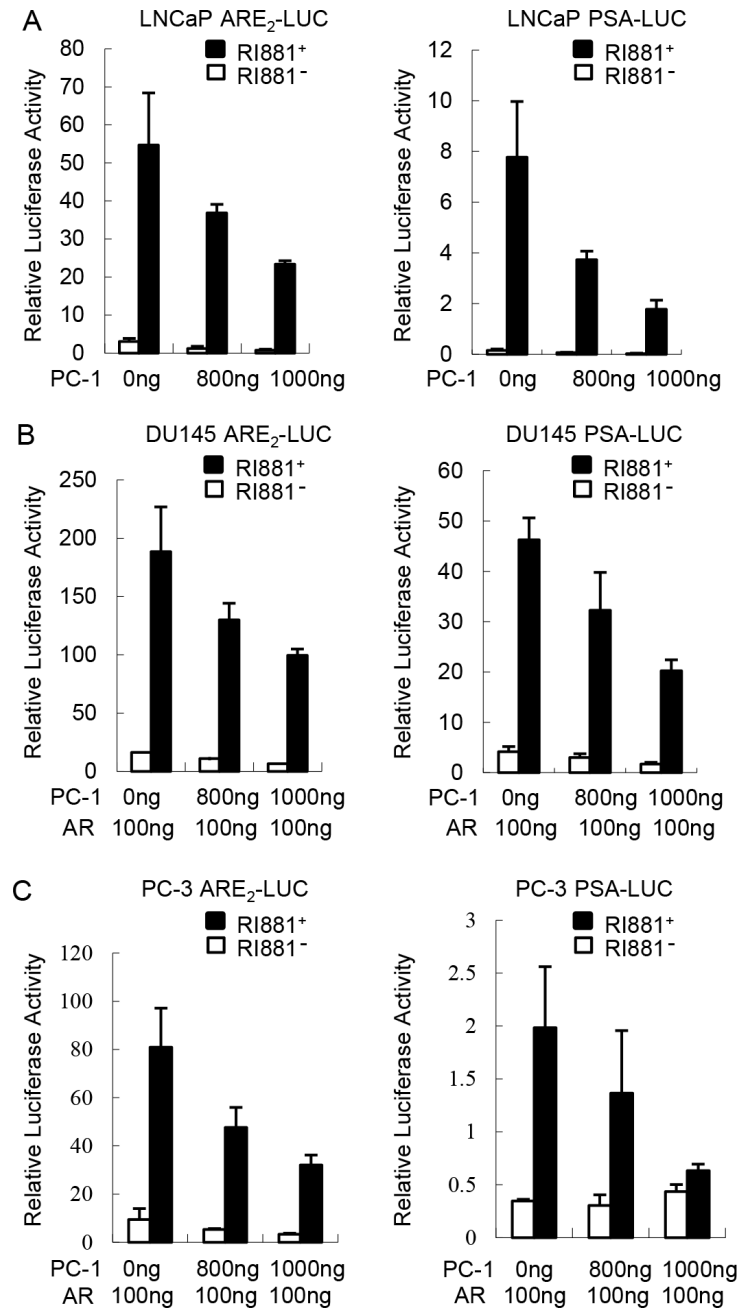 A
LNCaP ARE2-LUC
RI881+
RI881-
Relative Luciferase Activity
80
70
60
50
40
30
20
10
0
PC-1 0ng 800ng 1000ng
LNCaP PSA-LUC
RI881+
RI881-
Relative Luciferase Activity
12
10
8
6
4
2
0
PC-1 0ng 800ng 1000ng
B
DU145 ARE2-LUC
RI881+
RI881-
Relative Luciferase Activity
250
200
150
100
50
0
PC-1 0ng 800ng 1000ng
AR 100ng 100ng 100ng
DU145 PSA-LUC
RI881+
RI881-
Relative Luciferase Activity
60
50
40
30
20
10
0
PC-1 0ng 800ng 1000ng
AR 100ng 100ng 100ng
C
PC-3 ARE2-LUC
RI881+
RI881-
Relative Luciferase Activity
120
100
80
60
40
20
0
PC-1 0ng 800ng 1000ng
AR 100ng 100ng 100ng
PC-3 PSA-LUC
RI881+
RI881-
Relative Luciferase Activity
3
2.5
2
1.5
1
0.5
0
PC-1 0ng 800ng 1000ng
AR 100ng 100ng 100ng